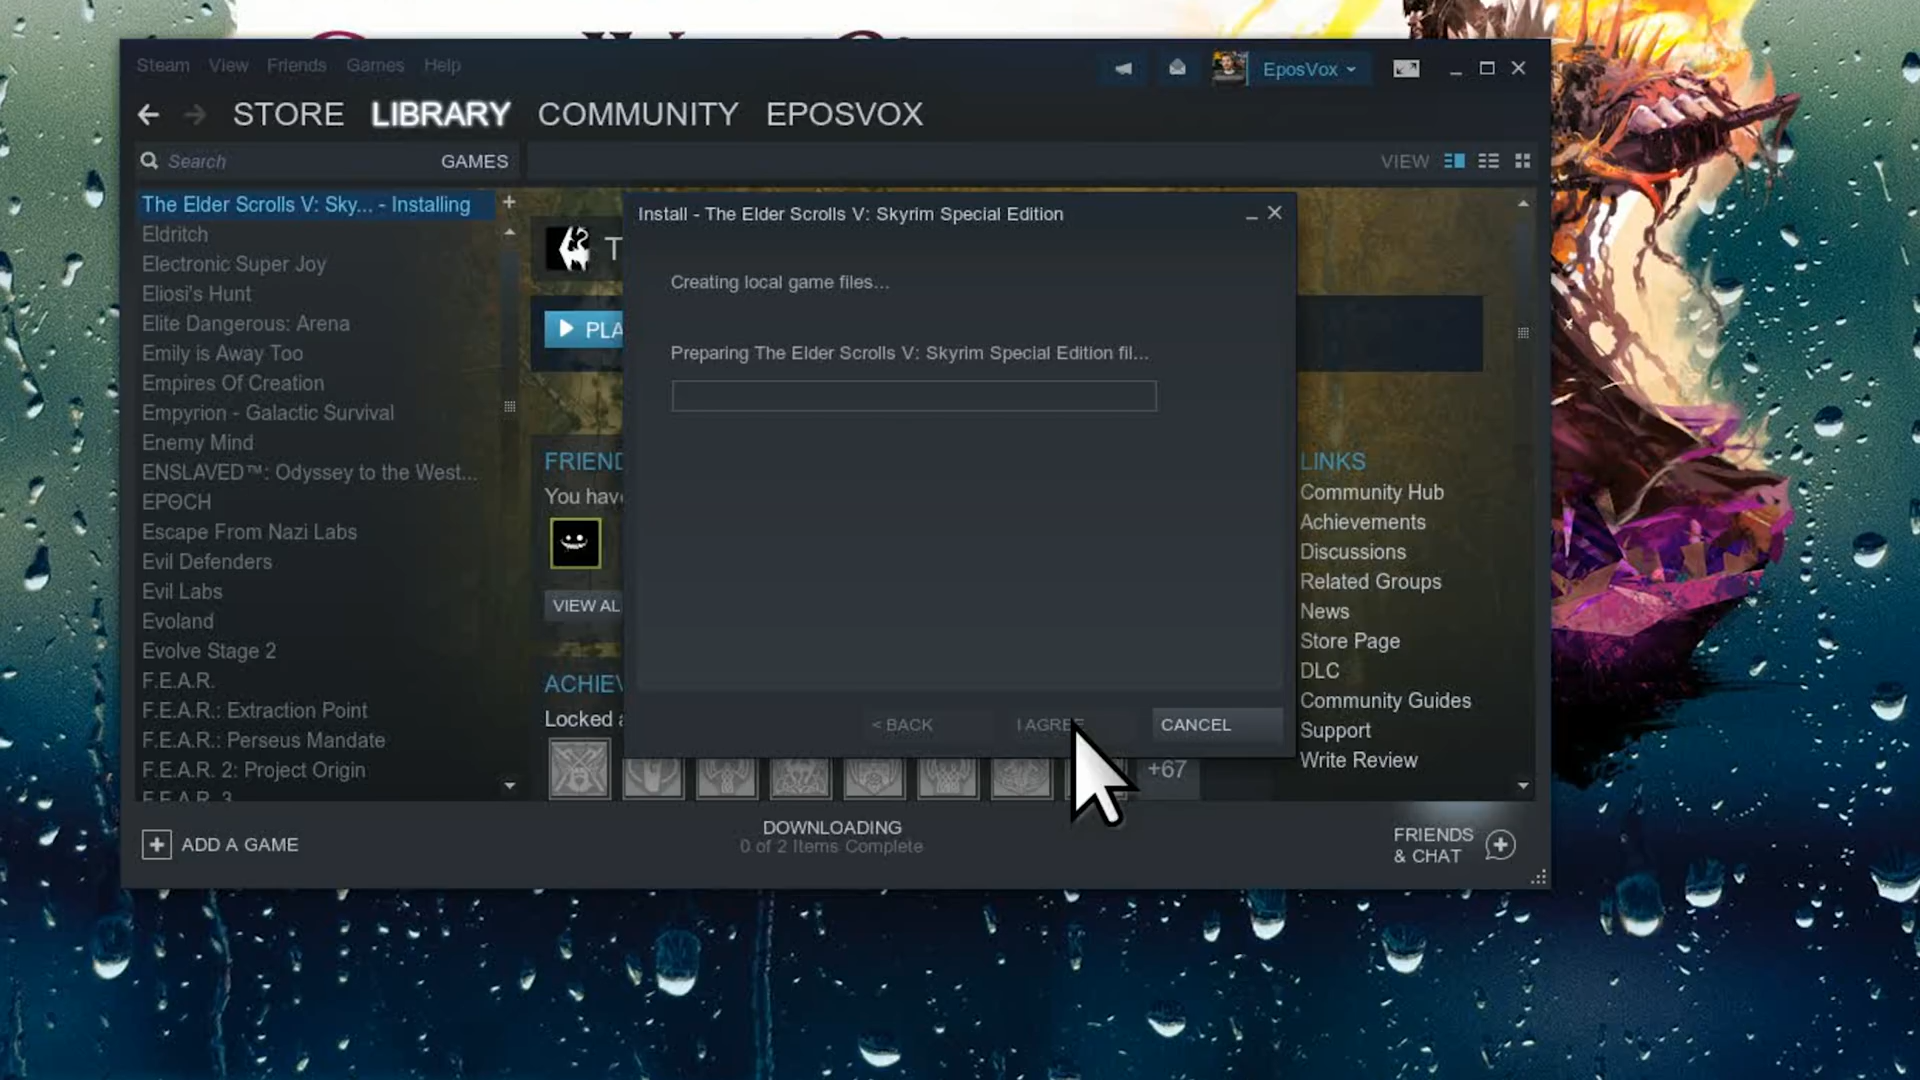 Steam View Friends Games Help
EposVox
STORE LIBRARY COMMUNITY EPOSVOX
Search GAMES
VIEW
The Elder Scrolls V: Sky... - Installing
Eldritch
Electronic Super Joy
Eliosi's Hunt
Elite Dangerous: Arena
Emily is Away Too
Empires Of Creation
Empyrion - Galactic Survival
Enemy Mind
ENSLAVED™: Odyssey to the West...
EPΘCH
Escape From Nazi Labs
Evil Defenders
Evil Labs
Evoland
Evolve Stage 2
F.E.A.R.
F.E.A.R.: Extraction Point
F.E.A.R.: Perseus Mandate
F.E.A.R. 2: Project Origin
F.E.A.R. 3
T
PLA
FRIEND
You have
VIEW AL
ACHIEV
Locked a
+67
Install - The Elder Scrolls V: Skyrim Special Edition
Creating local game files...
Preparing The Elder Scrolls V: Skyrim Special Edition fil...
< BACK I AGREE CANCEL
LINKS
Community Hub
Achievements
Discussions
Related Groups
News
Store Page
DLC
Community Guides
Support
Write Review
ADD A GAME
DOWNLOADING
0 of 2 Items Complete
FRIENDS
& CHAT